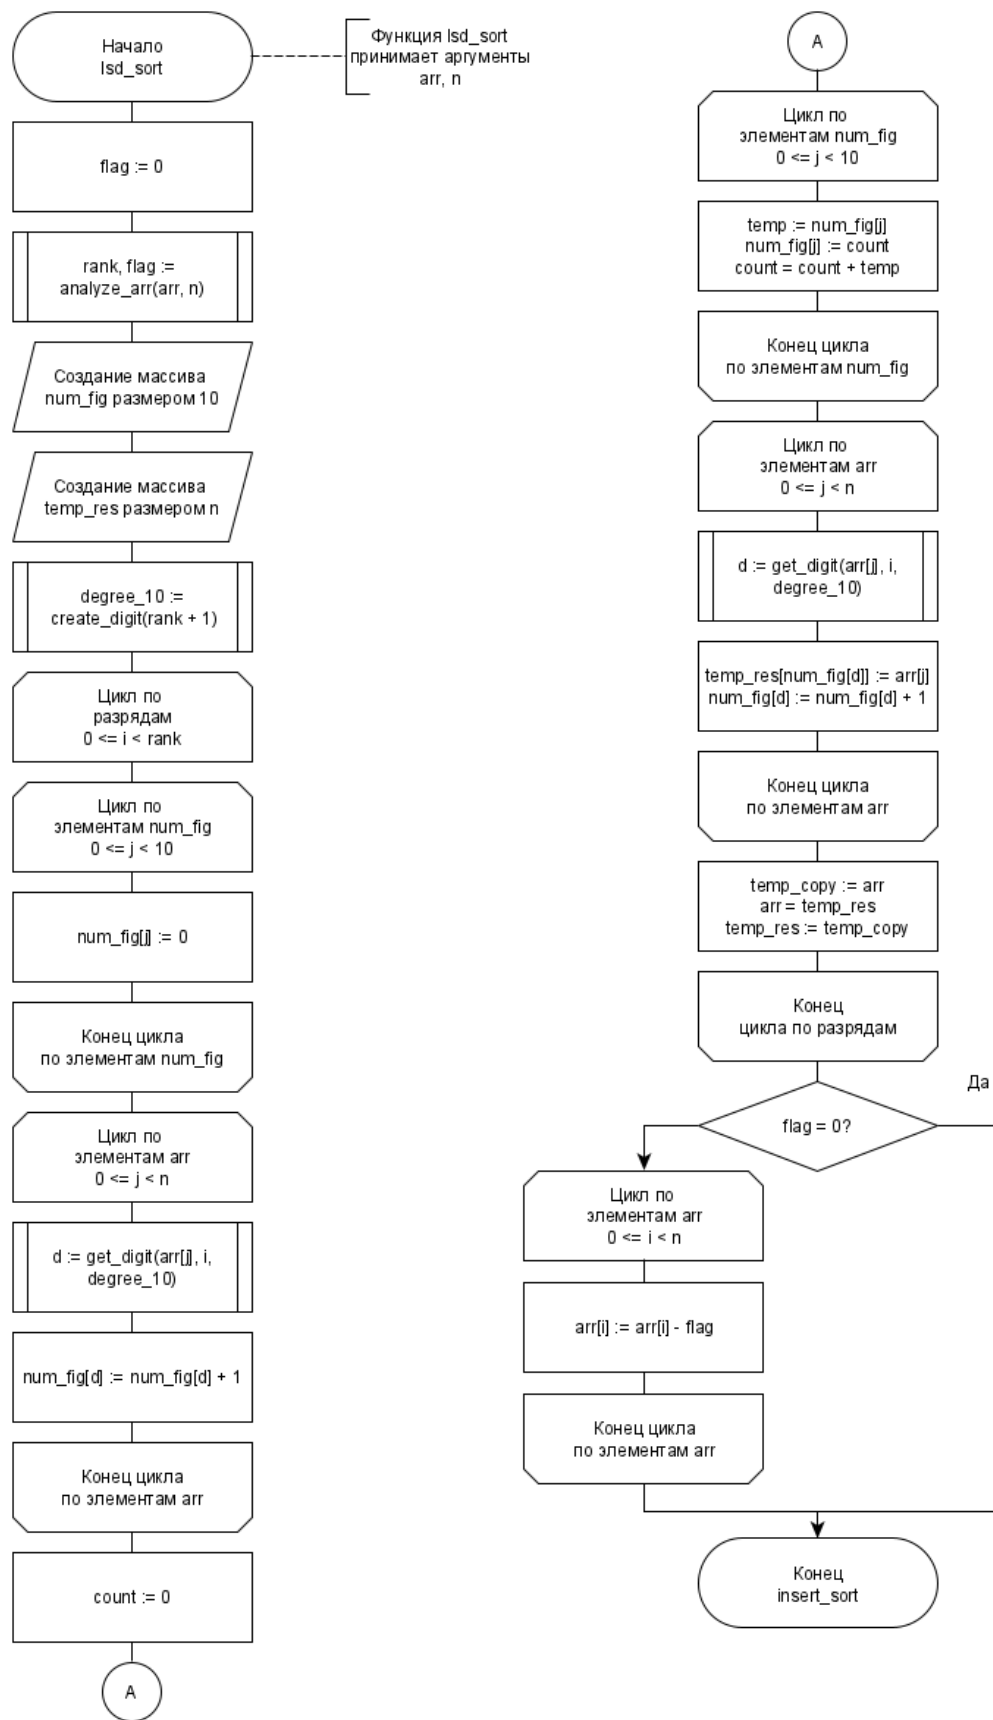 Начало
lsd_sort
Функция lsd_sort
принимает аргументы
arr, n
flag := 0
rank, flag :=
analyze_arr(arr, n)
Создание массива
num_fig размером 10
Создание массива
temp_res размером n
degree_10 :=
create_digit(rank + 1)
Цикл по
разрядам
0 <= i < rank
Цикл по
элементам num_fig
0 <= j < 10
num_fig[j] := 0
Конец цикла
по элементам num_fig
Цикл по
элементам arr
0 <= j < n
d := get_digit(arr[j], i,
degree_10)
num_fig[d] := num_fig[d] + 1
Конец цикла
по элементам arr
count := 0
A
A
Цикл по
элементам num_fig
0 <= j < 10
temp := num_fig[j]
num_fig[j] := count
count = count + temp
Конец цикла
по элементам num_fig
Цикл по
элементам arr
0 <= j < n
d := get_digit(arr[j], i,
degree_10)
temp_res[num_fig[d]] := arr[j]
num_fig[d] := num_fig[d] + 1
Конец цикла
по элементам arr
temp_copy := arr
arr = temp_res
temp_res := temp_copy
Конец
цикла по разрядам
Да
flag = 0?
Цикл по
элементам arr
0 <= i < n
arr[i] := arr[i] - flag
Конец цикла
по элементам arr
Конец
insert_sort